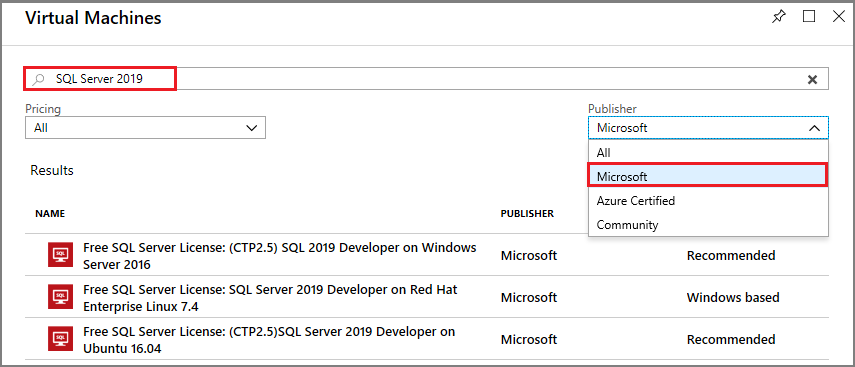 Virtual Machines
SQL Server 2019
Pricing
Publisher
All
Microsoft
All
Microsoft
Azure Certified
Community
Results
NAME
PUBLISHER
SQL
Free SQL Server License: (CTP2.5) SQL 2019 Developer on Windows
Server 2016
Microsoft
Recommended
SQL
Free SQL Server License: SQL Server 2019 Developer on Red Hat
Enterprise Linux 7.4
Microsoft
Windows based
SQL
Free SQL Server License: (CTP2.5)SQL Server 2019 Developer on
Ubuntu 16.04
Microsoft
Recommended